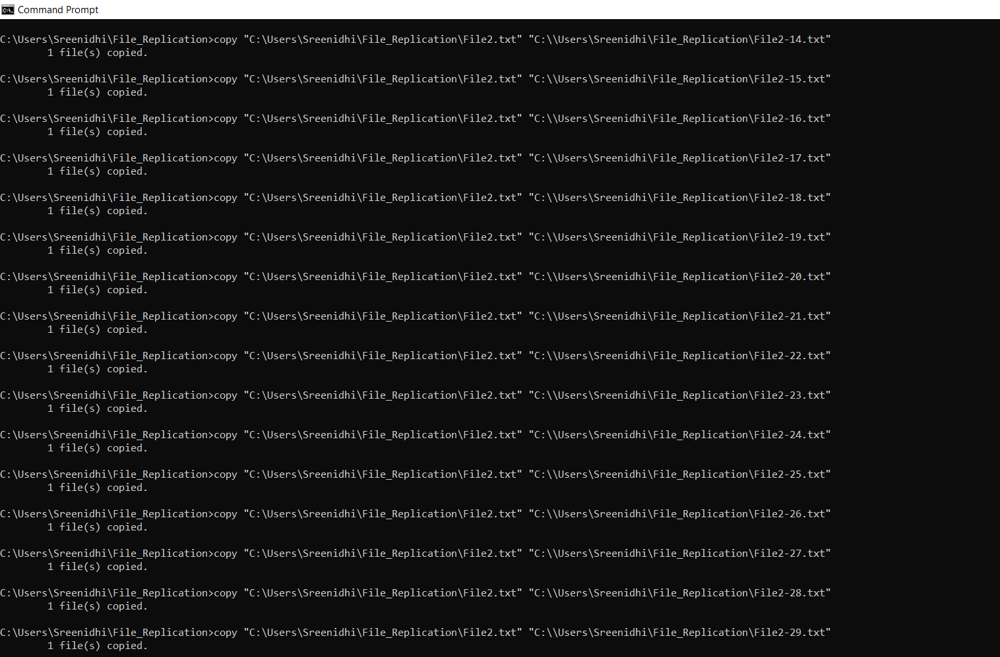 Command Prompt
C:\Users\Sreenidhi\File_Replication>copy "C:\Users\Sreenidhi\File_Replication\File2.txt" "C:\\Users\Sreenidhi\File_Replication\File2-14.txt"
1 file(s) copied.
C:\Users\Sreenidhi\File_Replication>copy "C:\Users\Sreenidhi\File_Replication\File2.txt" "C:\\Users\Sreenidhi\File_Replication\File2-15.txt"
1 file(s) copied.
C:\Users\Sreenidhi\File_Replication>copy "C:\Users\Sreenidhi\File_Replication\File2.txt" "C:\\Users\Sreenidhi\File_Replication\File2-16.txt"
1 file(s) copied.
C:\Users\Sreenidhi\File_Replication>copy "C:\Users\Sreenidhi\File_Replication\File2.txt" "C:\\Users\Sreenidhi\File_Replication\File2-17.txt"
1 file(s) copied.
C:\Users\Sreenidhi\File_Replication>copy "C:\Users\Sreenidhi\File_Replication\File2.txt" "C:\\Users\Sreenidhi\File_Replication\File2-18.txt"
1 file(s) copied.
C:\Users\Sreenidhi\File_Replication>copy "C:\Users\Sreenidhi\File_Replication\File2.txt" "C:\\Users\Sreenidhi\File_Replication\File2-19.txt"
1 file(s) copied.
C:\Users\Sreenidhi\File_Replication>copy "C:\Users\Sreenidhi\File_Replication\File2.txt" "C:\\Users\Sreenidhi\File_Replication\File2-20.txt"
1 file(s) copied.
C:\Users\Sreenidhi\File_Replication>copy "C:\Users\Sreenidhi\File_Replication\File2.txt" "C:\\Users\Sreenidhi\File_Replication\File2-21.txt"
1 file(s) copied.
C:\Users\Sreenidhi\File_Replication>copy "C:\Users\Sreenidhi\File_Replication\File2.txt" "C:\\Users\Sreenidhi\File_Replication\File2-22.txt"
1 file(s) copied.
C:\Users\Sreenidhi\File_Replication>copy "C:\Users\Sreenidhi\File_Replication\File2.txt" "C:\\Users\Sreenidhi\File_Replication\File2-23.txt"
1 file(s) copied.
C:\Users\Sreenidhi\File_Replication>copy "C:\Users\Sreenidhi\File_Replication\File2.txt" "C:\\Users\Sreenidhi\File_Replication\File2-24.txt"
1 file(s) copied.
C:\Users\Sreenidhi\File_Replication>copy "C:\Users\Sreenidhi\File_Replication\File2.txt" "C:\\Users\Sreenidhi\File_Replication\File2-25.txt"
1 file(s) copied.
C:\Users\Sreenidhi\File_Replication>copy "C:\Users\Sreenidhi\File_Replication\File2.txt" "C:\\Users\Sreenidhi\File_Replication\File2-26.txt"
1 file(s) copied.
C:\Users\Sreenidhi\File_Replication>copy "C:\Users\Sreenidhi\File_Replication\File2.txt" "C:\\Users\Sreenidhi\File_Replication\File2-27.txt"
1 file(s) copied.
C:\Users\Sreenidhi\File_Replication>copy "C:\Users\Sreenidhi\File_Replication\File2.txt" "C:\\Users\Sreenidhi\File_Replication\File2-28.txt"
1 file(s) copied.
C:\Users\Sreenidhi\File_Replication>copy "C:\Users\Sreenidhi\File_Replication\File2.txt" "C:\\Users\Sreenidhi\File_Replication\File2-29.txt"
1 file(s) copied.